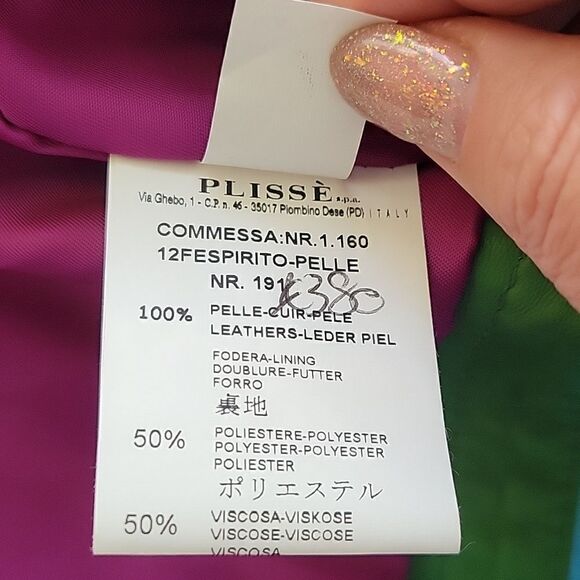 PLISSÈ s.p.a.
Via Ghebo, 1 - C.P. n. 46 - 35017 Piombino Dese (PD) ITALY
COMMESSA:NR.1.160
12FESPIRITO-PELLE
NR. 191 380
100% PELLE-CUIR-PELE
LEATHERS-LEDER PIEL
FODERA-LINING
DOUBLURE-FUTTER
FORRO
裏地
50% POLIESTERE-POLYESTER
POLYESTER-POLYESTER
POLIESTER
ポリエステル
50% VISCOSA-VISKOSE
VISCOSE-VISCOSE
VISCOSA